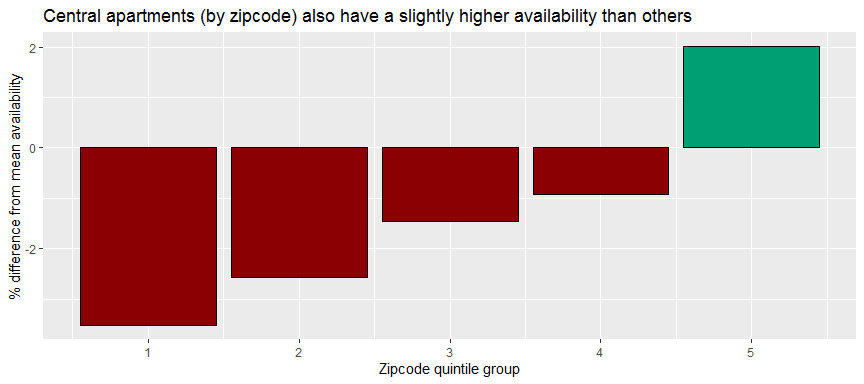 Central apartments (by zipcode) also have a slightly higher availability than others
% difference from mean availability
2
0
-2
1 2 3 4 5
Zipcode quintile group